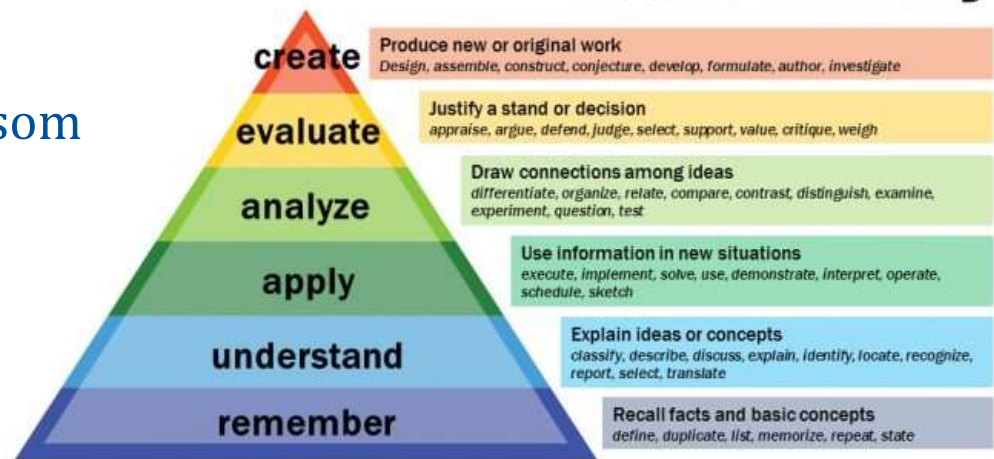 create
Produce new or original work
Design, assemble, construct, conjecture, develop, formulate, author, investigate
som
evaluate
Justify a stand or decision
appraise, argue, defend, judge, select, support, value, critique, weigh
analyze
Draw connections among ideas
differentiate, organize, relate, compare, contrast, distinguish, examine,
experiment, question, test
apply
Use information in new situations
execute, implement, solve, use, demonstrate, interpret, operate,
schedule, sketch
understand
Explain ideas or concepts
classify, describe, discuss, explain, identify, locate, recognize,
report, select, translate
remember
Recall facts and basic concepts
define, duplicate, list, memorize, repeat, state